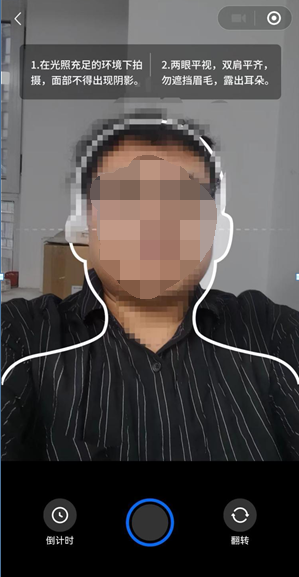 1.在光照充足的环境下拍
摄，面部不得出现阴影。
2.两眼平视，双肩平齐，
勿遮挡眉毛，露出耳朵。
倒计时
翻转